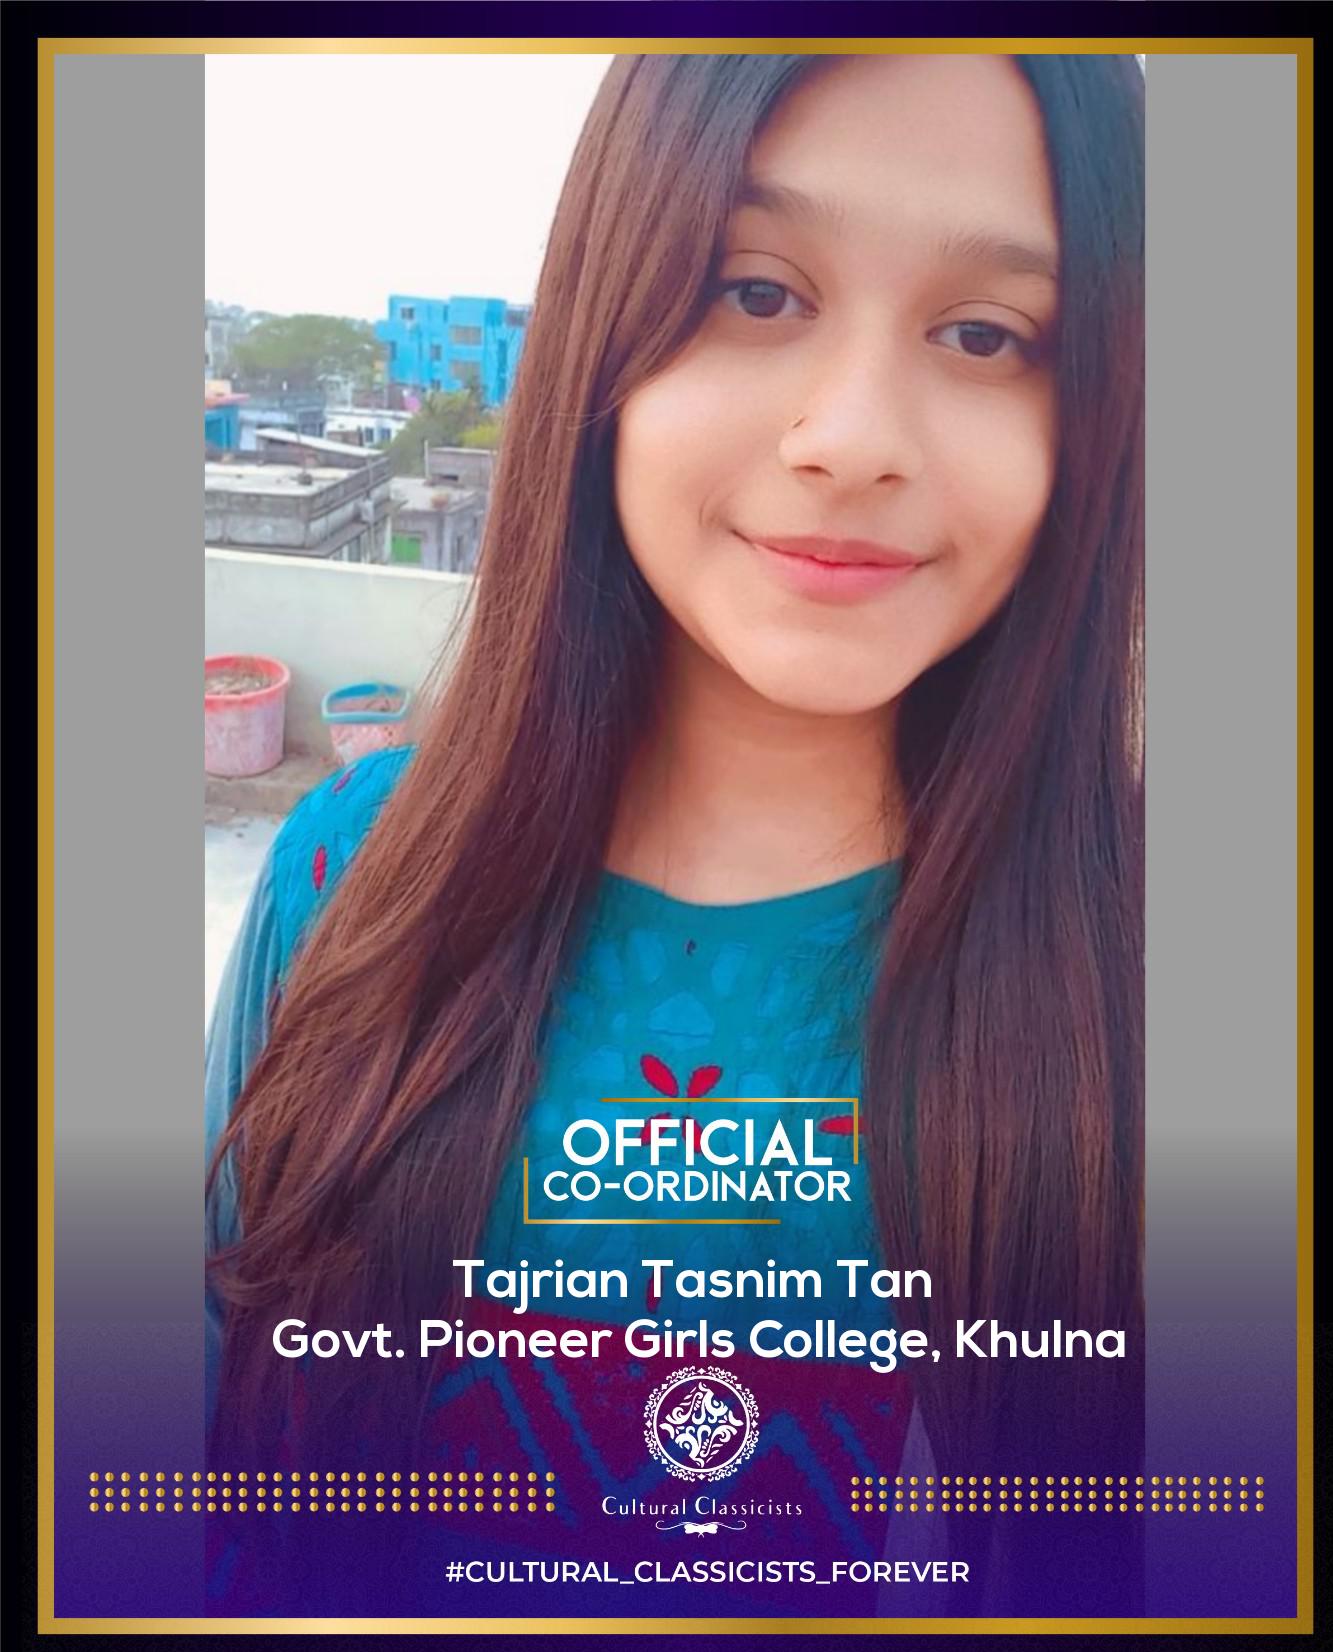 OFFICIAL
CO-ORDINATOR
Tajrian Tasnim Tan
Govt. Pioneer Girls College, Khulna
Cultural Classicists
#CULTURAL_CLASSICISTS_FOREVER